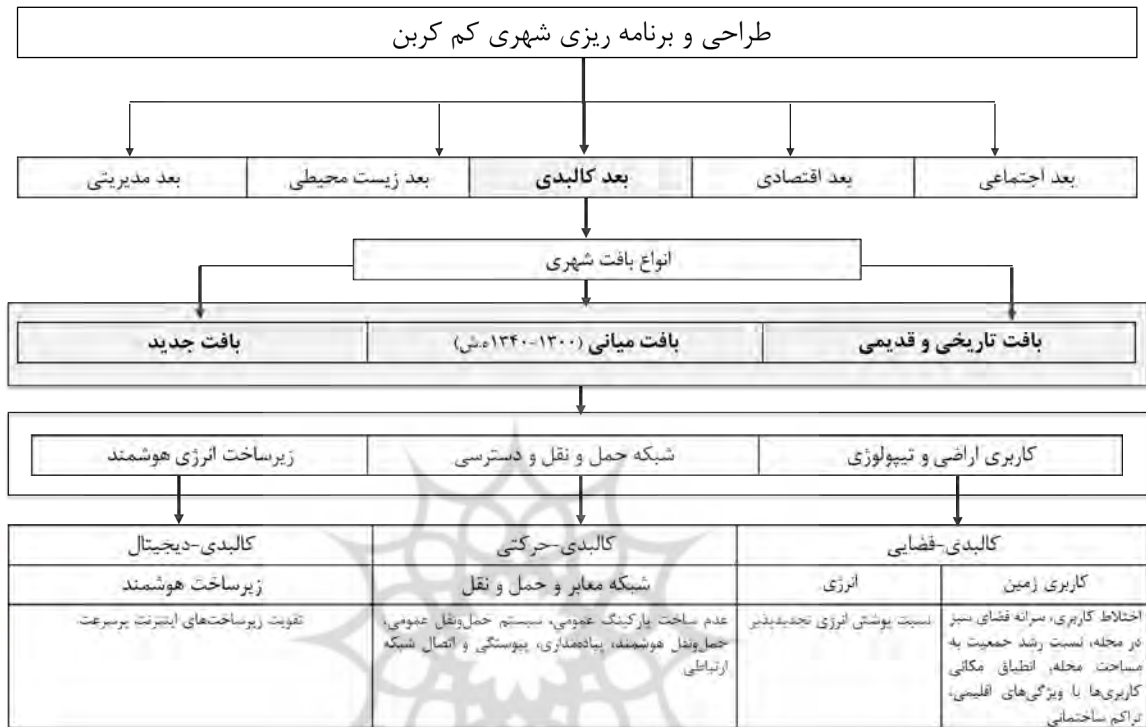 طراحی و برنامه ریزی شهری کم کربن
بعد اجتماعی
بعد اقتصادی
بعد کالبدی
بعد زیست محیطی
بعد مدیریتی
انواع بافت شهری
بافت تاریخی و قدیمی
بافت میانی (۱۳۰۰-۱۳۴۰ه.ش)
بافت جدید
کاربری اراضی و تیپولوژی
شبکه حمل و نقل و دسترسی
زیرساخت انرژی هوشمند
کالبدی-فضایی
کالبدی-حرکتی
کالبدی-دیجیتال
کاربری زمین
انرژی
شبکه معابر و حمل و نقل
زیرساخت هوشمند
اختلاط کاربری، سرانه فضای سبز
در محله، نسبت رشد جمعیت به
مساحت محله، انطباق مکانی
کاربری‌ها با ویژگی‌های اقلیمی،
تراکم ساختمانی
نسبت پوشش انرژی تجدیدپذیر
عدم ساخت پارکینگ عمومی، سیستم حمل‌ونقل عمومی،
حمل‌ونقل هوشمند، پیاده‌مداری، پیوستگی و اتصال شبکه
ارتباطی
تقویت زیرساخت‌های اینترنت پرسرعت